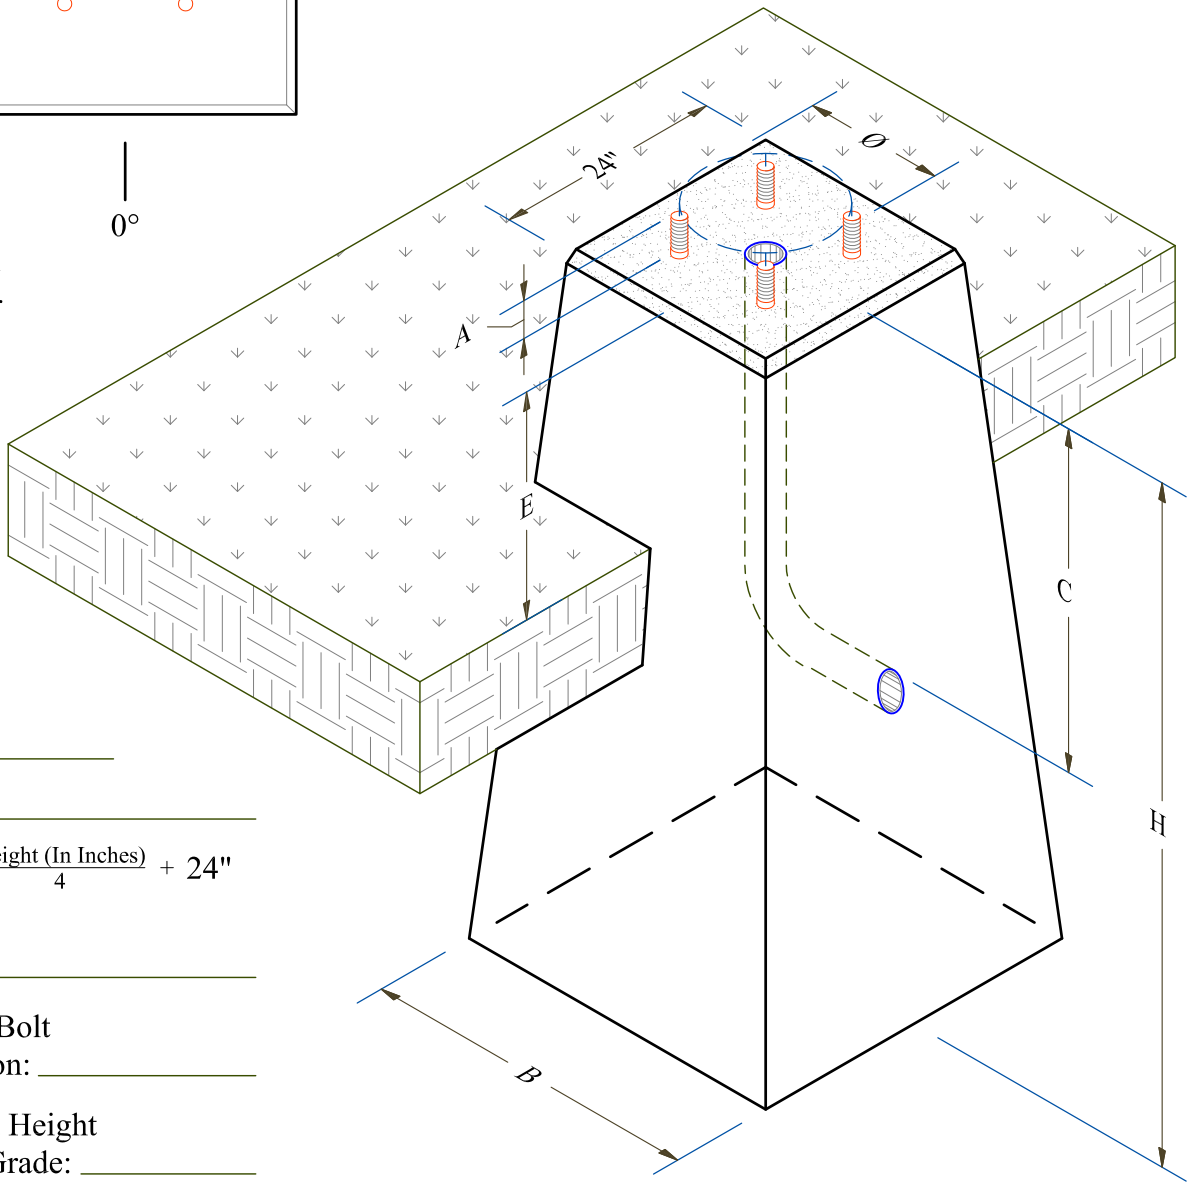 0°
24"
Ø
A
E
C
H
eight (In Inches)
4
+ 24"
Bolt
on:
B
Height
Grade: